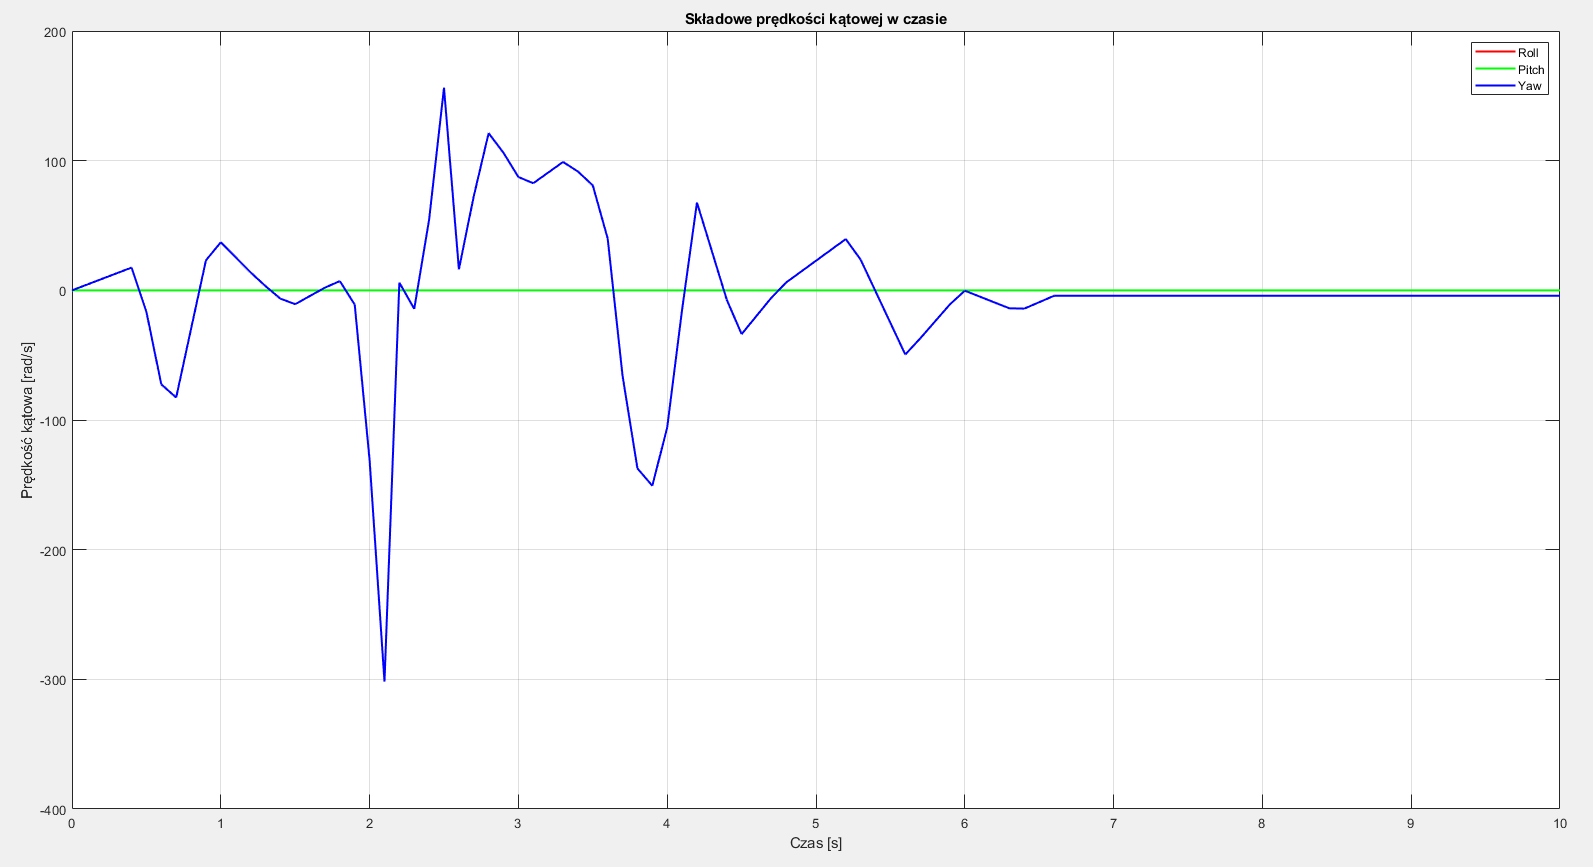 Składowe prędkości kątowej w czasie
Roll
Pitch
Yaw
200
100
0
-100
-200
-300
-400
Prędkość kątowa [rad/s]
0 1 2 3 4 5 6 7 8 9 10
Czas [s]